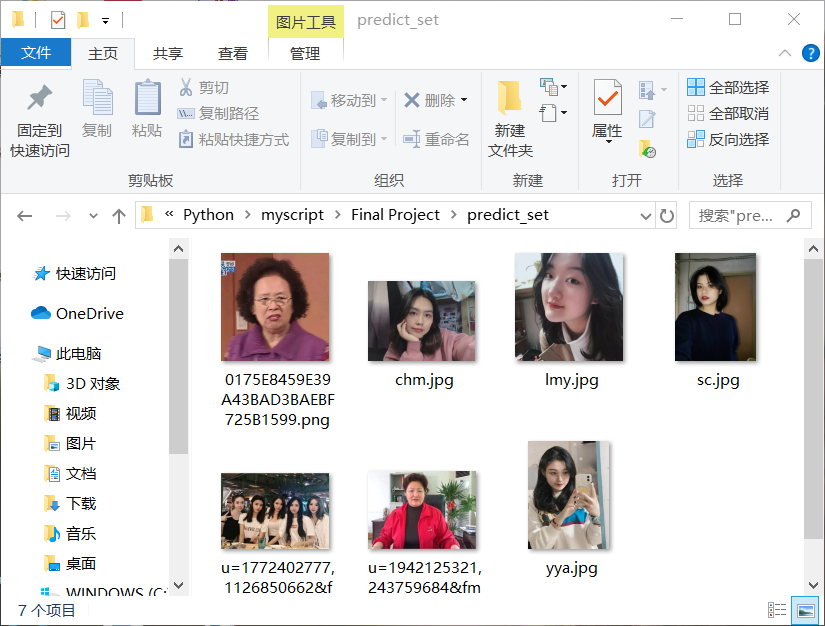 图片工具
predict_set
文件
主页
共享
查看
管理
?
固定到
快速访问
复制
粘贴
剪切
复制路径
粘贴快捷方式
剪贴板
移动到
复制到
删除
重命名
组织
新建
文件夹
新建
属性
打开
全部选择
全部取消
反向选择
选择
« Python > myscript > Final Project > predict_set
搜索"pre...
快速访问
OneDrive
此电脑
3D 对象
视频
图片
文档
下载
音乐
桌面
WINDOWS (C:
0175E8459E39
A43BAD3BAEBF
725B1599.png
chm.jpg
lmy.jpg
sc.jpg
u=1772402777,
1126850662&f
u=1942125321,
243759684&fm
yya.jpg
7 个项目